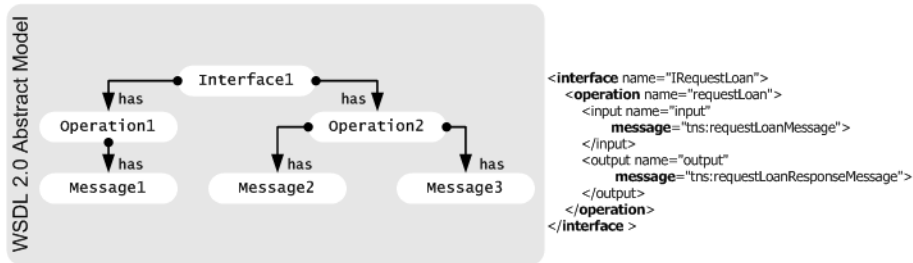 WSDL 2.0 Abstract Model
Interface1
has
has
Operation1
Operation2
has
has
has
Message1
Message2
Message3
<interface name="IRequestLoan">
<operation name="requestLoan">
<input name="input"
message="tns:requestLoanMessage">
</input>
<output name="output"
message="tns:requestLoanResponseMessage">
</output>
</operation>
</interface >